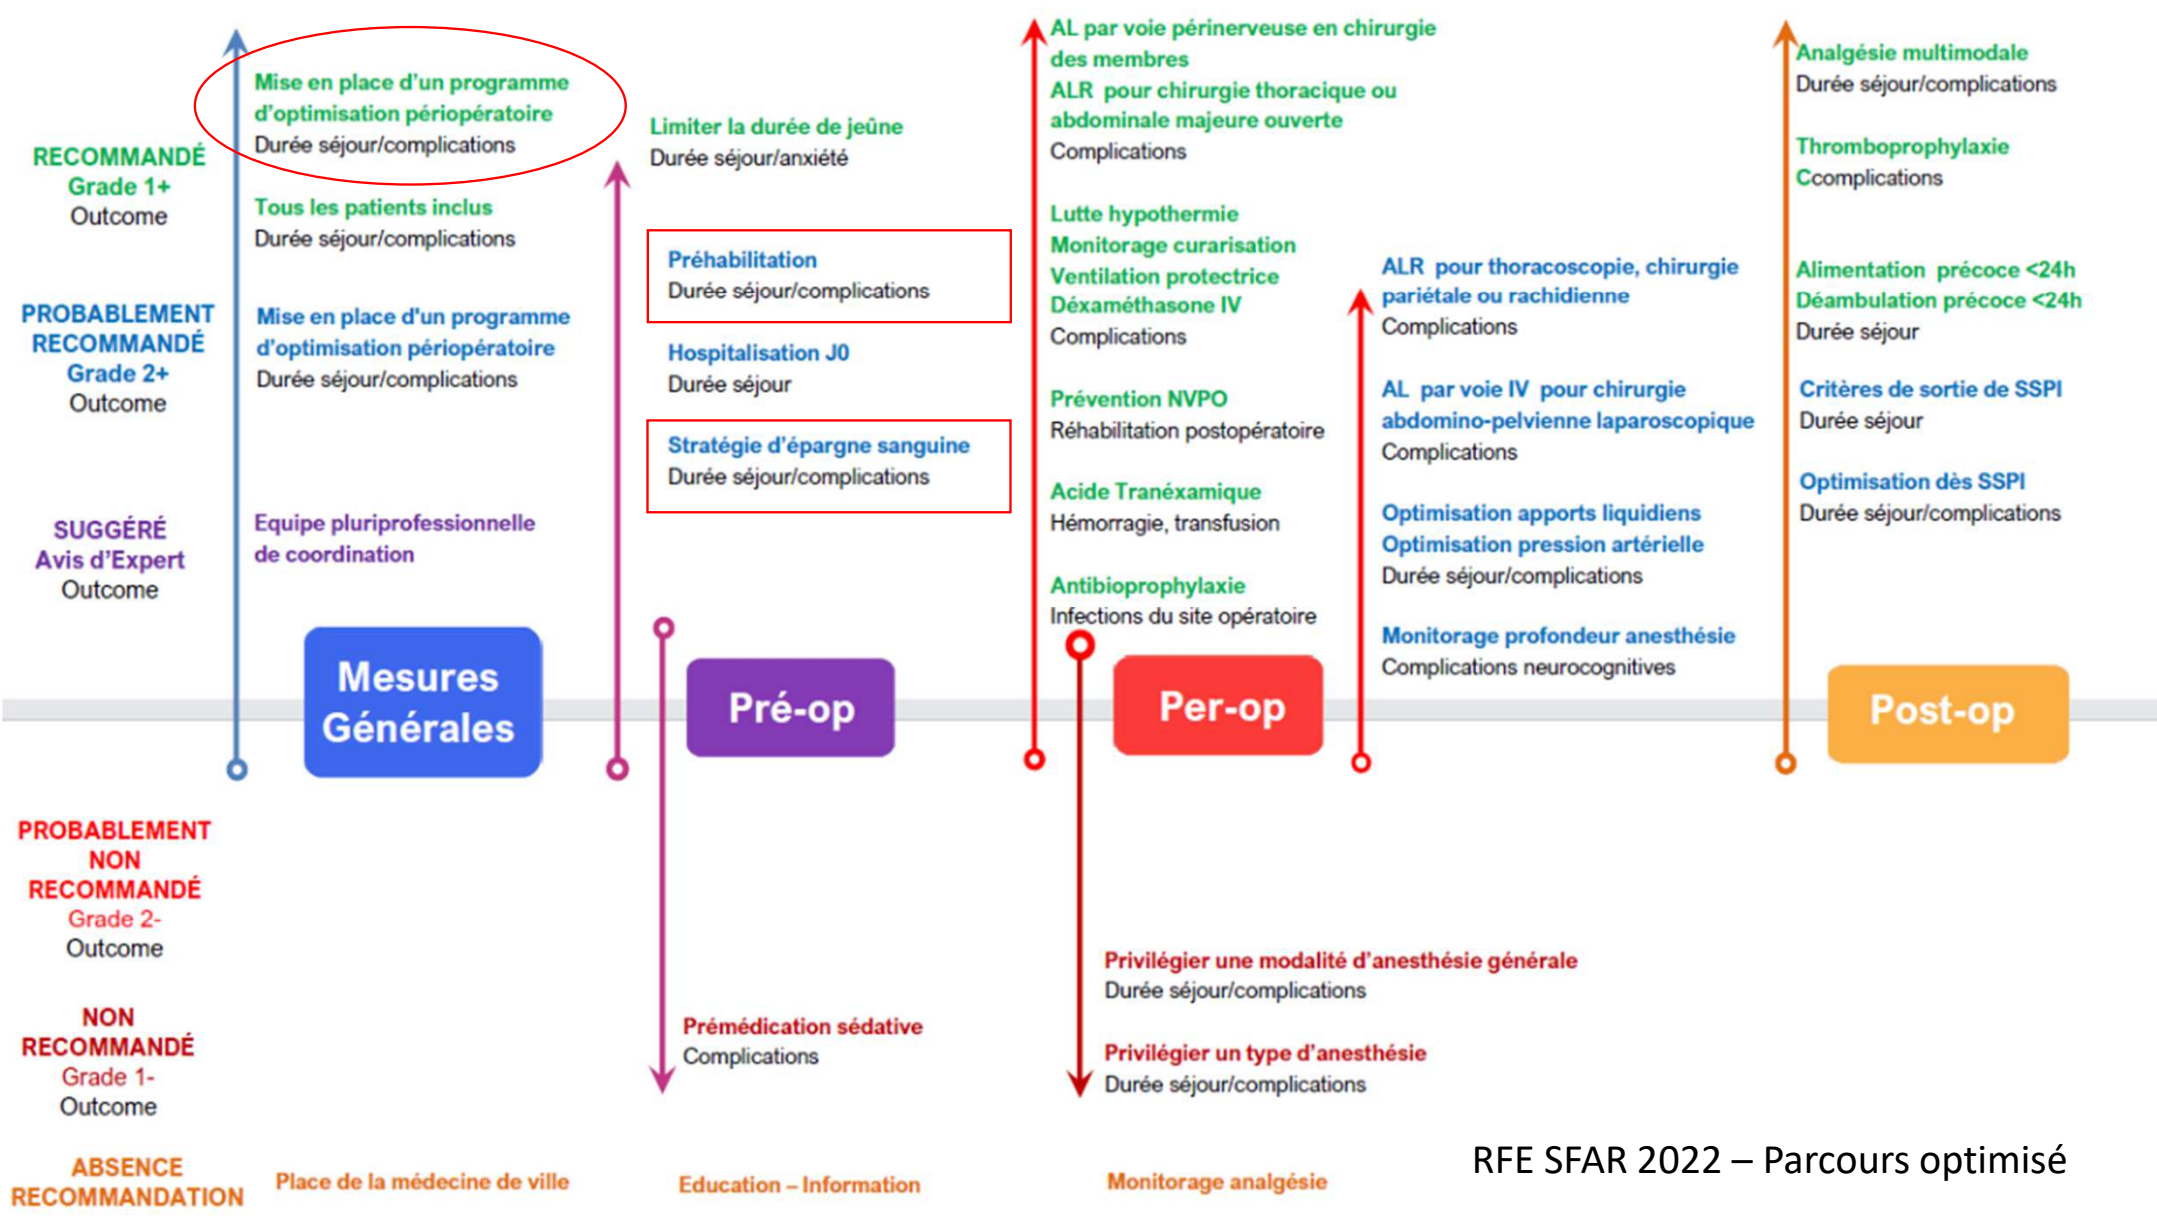 RECOMMANDÉ
Grade 1+
Outcome
PROBABLEMENT
RECOMMANDÉ
Grade 2+
Outcome
SUGGÉRÉ
Avis d'Expert
Outcome
PROBABLEMENT
NON
RECOMMANDÉ
Grade 2-
Outcome
NON
RECOMMANDÉ
Grade 1-
Outcome
ABSENCE
RECOMMANDATION
Mise en place d'un programme
d'optimisation périopératoire
Durée séjour/complications
Tous les patients inclus
Durée séjour/complications
Mise en place d'un programme
d'optimisation périopératoire
Durée séjour/complications
Equipe pluriprofessionnelle
de coordination
Mesures
Générales
Place de la médecine de ville
Limiter la durée de jeûne
Durée séjour/anxiété
Préhabilitation
Durée séjour/complications
Hospitalisation J0
Durée séjour
Stratégie d'épargne sanguine
Durée séjour/complications
Pré-op
Prémédication sédative
Complications
Education – Information
AL par voie périnerveuse en chirurgie
des membres
ALR pour chirurgie thoracique ou
abdominale majeure ouverte
Complications
Lutte hypothermie
Monitorage curarisation
Ventilation protectrice
Déxaméthasone IV
Complications
Prévention NVPO
Réhabilitation postopératoire
Acide Tranéxamique
Hémorragie, transfusion
Antibioprophylaxie
Infections du site opératoire
Per-op
ALR pour thoracoscopie, chirurgie
pariétale ou rachidienne
Complications
AL par voie IV pour chirurgie
abdomino-pelvienne laparoscopique
Complications
Optimisation apports liquidiens
Optimisation pression artérielle
Durée séjour/complications
Monitorage profondeur anesthésie
Complications neurocognitives
Privilégier une modalité d'anesthésie générale
Durée séjour/complications
Privilégier un type d'anesthésie
Durée séjour/complications
Monitorage analgésie
Analgésie multimodale
Durée séjour/complications
Thromboprophylaxie
Ccomplications
Alimentation précoce <24h
Déambulation précoce <24h
Durée séjour
Critères de sortie de SSPI
Durée séjour
Optimisation dès SSPI
Durée séjour/complications
Post-op
RFE SFAR 2022 – Parcours optimisé